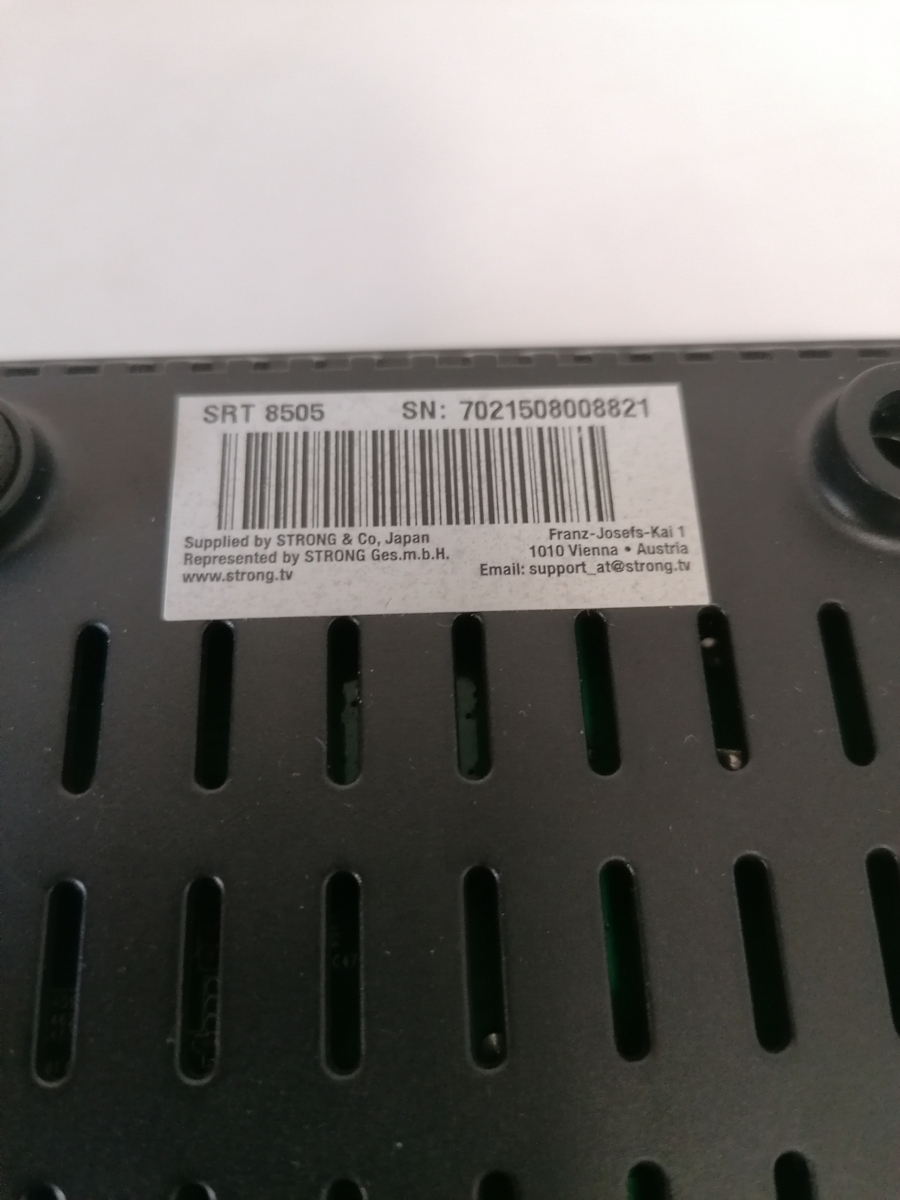 SRT 8505 SN: 7021508008821
Supplied by STRONG & Co, Japan
Represented by STRONG Ges.m.b.H.
www.strong.tv
Franz-Josefs-Kai 1
1010 Vienna • Austria
Email: support_at@strong.tv
C47